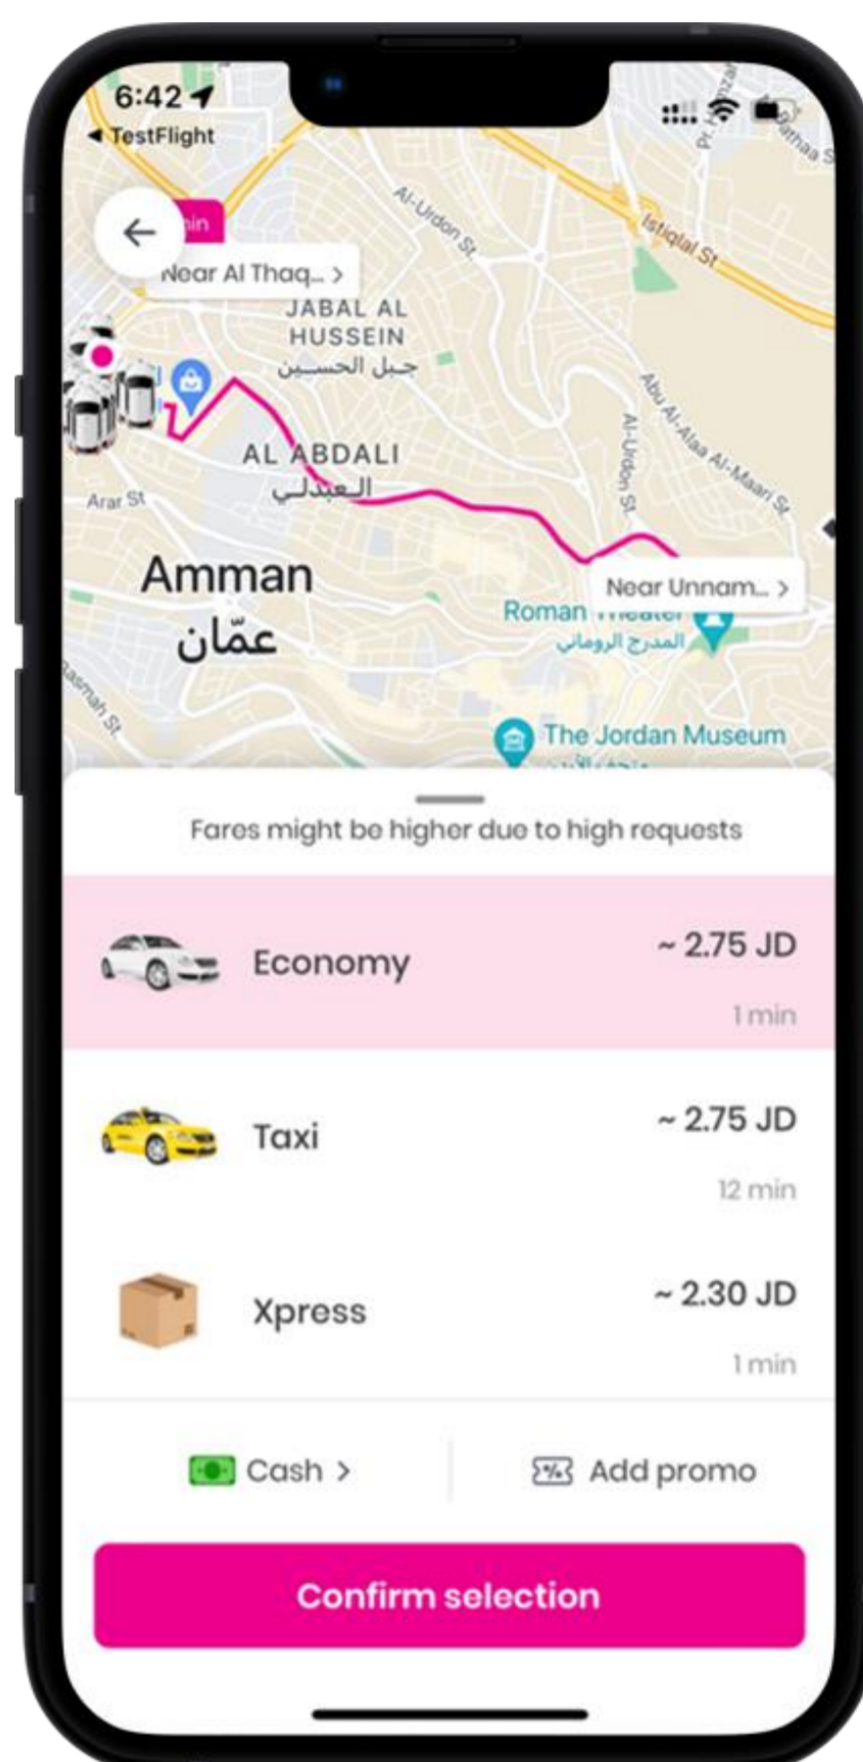 6:42
◀ TestFlight
Al-Urdon St.
Istiqlal St
Near Al Thaq... >
JABAL AL
HUSSEIN
جبل الحسين
Abu Al-Alaa Al-Maari St
Al-Urdon St.
AL ABDALI
العبدلي
Arar St
Amman
عمّان
Near Unnam... >
Roman Theater
المدرج الروماني
The Jordan Museum
Fares might be higher due to high requests
Economy
~ 2.75 JD
1 min
Taxi
~ 2.75 JD
12 min
Xpress
~ 2.30 JD
1 min
Cash >
Add promo
Confirm selection